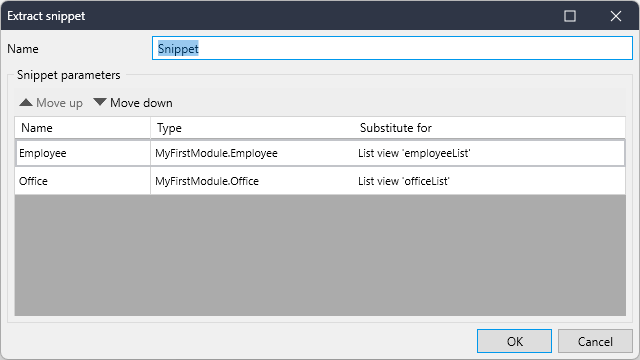 Extract snippet
Name Snippet
Snippet parameters
Move up Move down
Name Type Substitute for
Employee MyFirstModule.Employee List view 'employeeList'
Office MyFirstModule.Office List view 'officeList'
OK Cancel